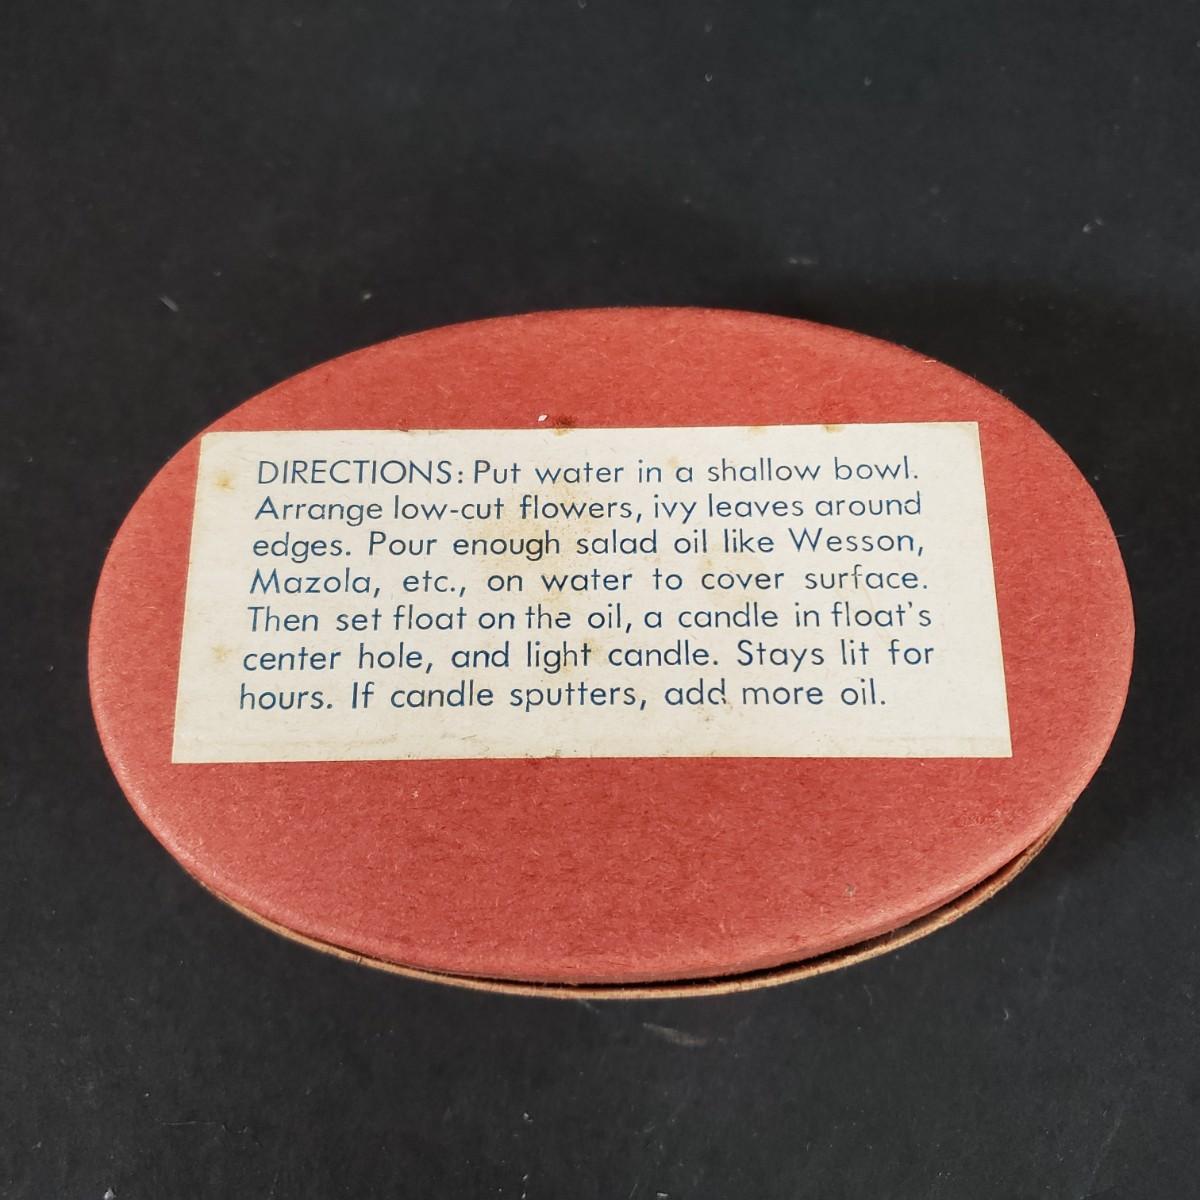 DIRECTIONS: Put water in a shallow bowl.
Arrange low-cut flowers, ivy leaves around
edges. Pour enough salad oil like Wesson,
Mazola, etc., on water to cover surface.
Then set float on the oil, a candle in float's
center hole, and light candle. Stays lit for
hours. If candle sputters, add more oil.